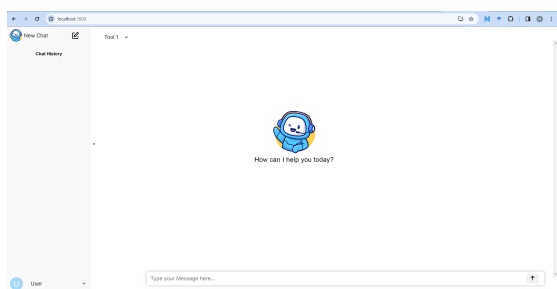 localhost:3000
New Chat
Tool 1
Chat History
How can I help you today?
Type your Message here...
U User